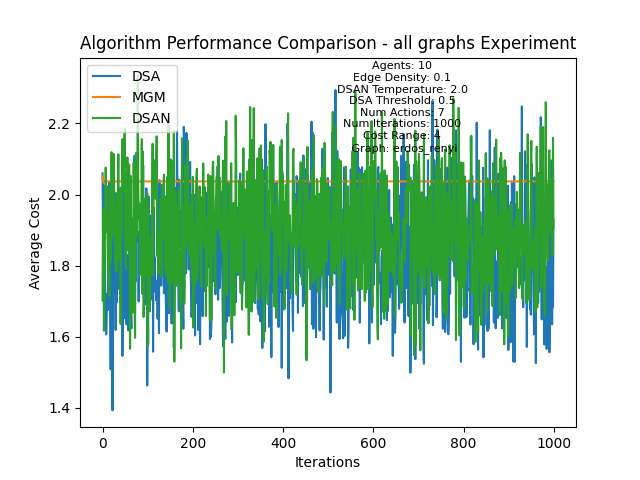 Algorithm Performance Comparison - all graphs Experiment
DSA
MGM
DSAN
Agents: 10
Edge Density: 0.1
DSAN Temperature: 2.0
DSA Threshold: 0.5
Num Actions: 7
Num Iterations: 1000
Cost Range: 4
Graph: erdos_renyi
Average Cost
2.2
2.0
1.8
1.6
1.4
0
200
400
600
800
1000
Iterations